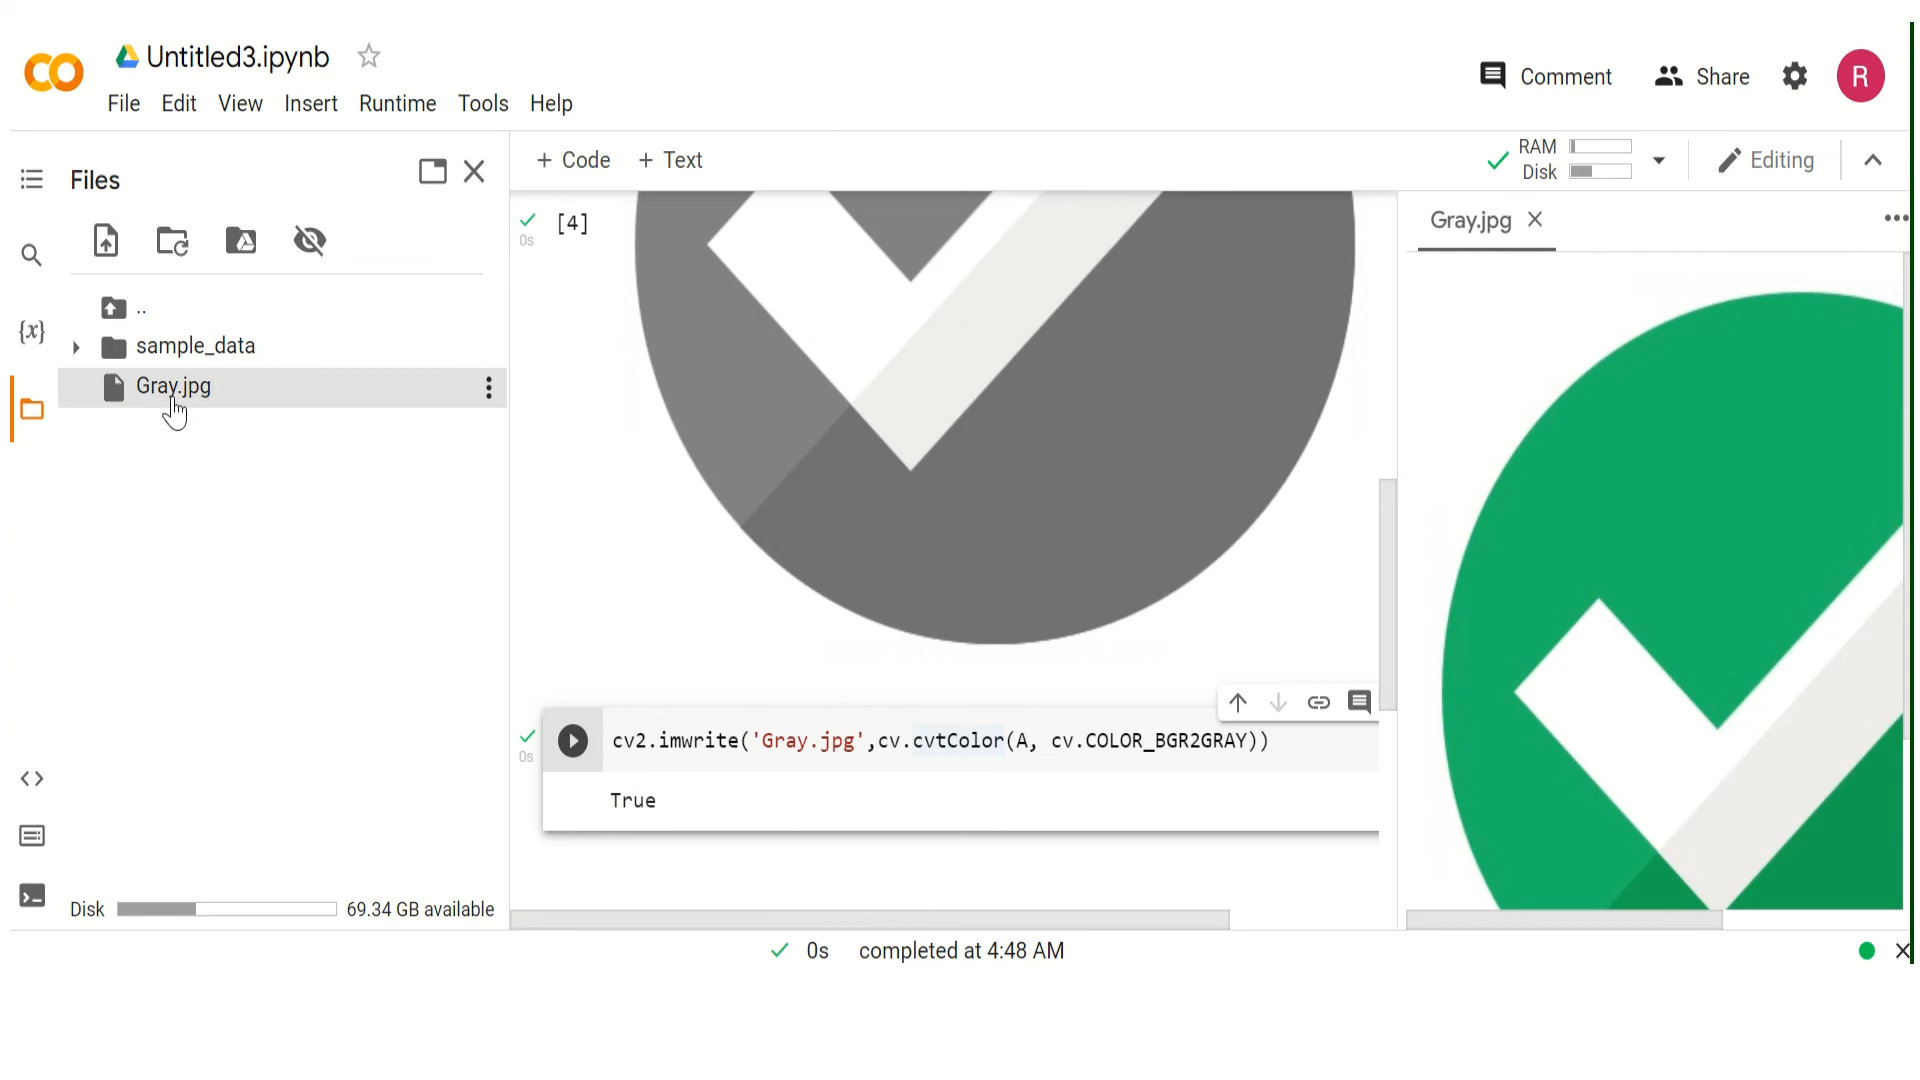 Untitled3.ipynb
File Edit View Insert Runtime Tools Help
Comment
Share
R
Files
+ Code + Text
RAM
Disk
Editing
..
sample_data
Gray.jpg
{x}
[4]
0s
Gray.jpg
cv2.imwrite('Gray.jpg',cv.cvtColor(A, cv.COLOR_BGR2GRAY))
0s
True
Disk 69.34 GB available
0s completed at 4:48 AM